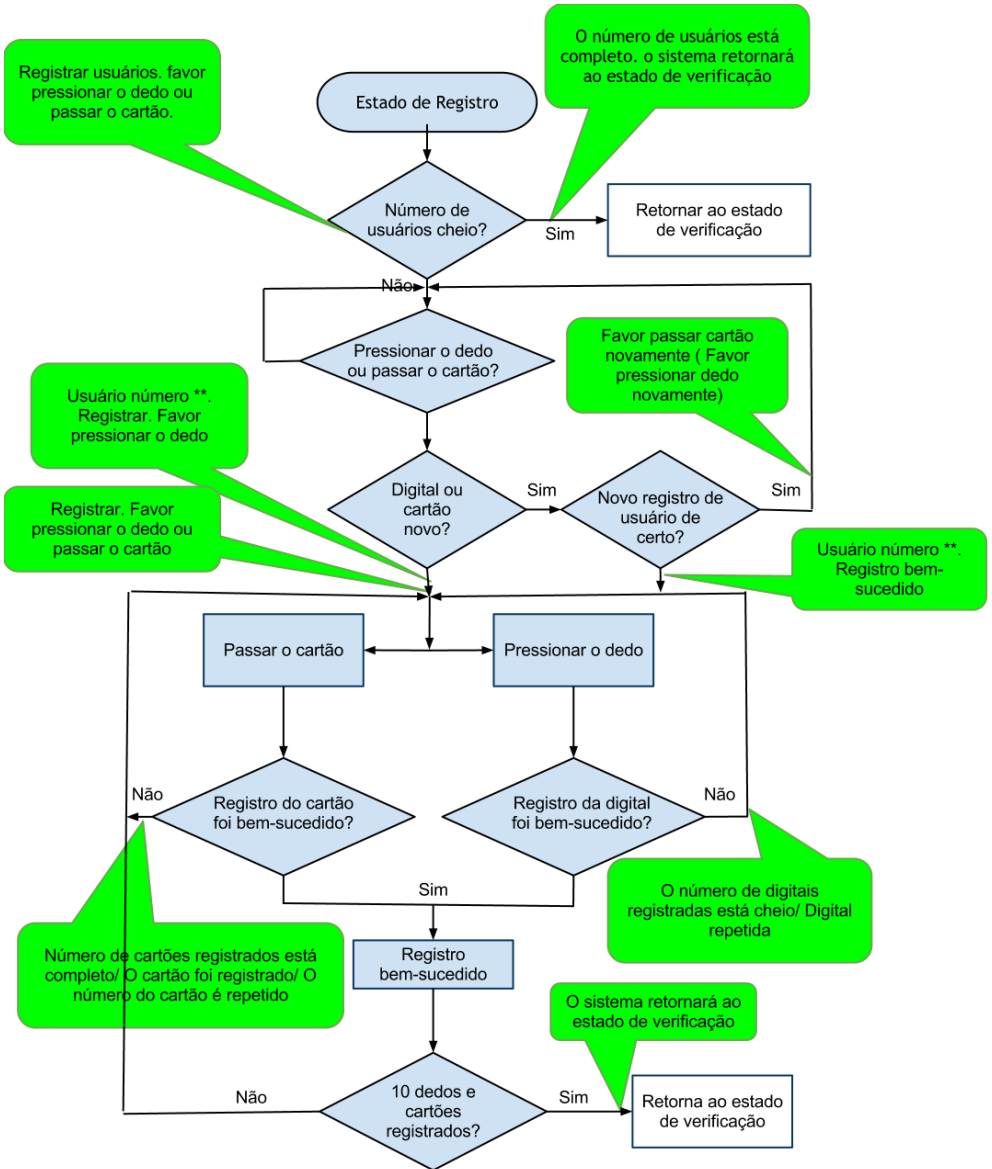 O número de usuários está
completo. o sistema retornará
ao estado de verificação
Registrar usuários. favor
pressionar o dedo ou
passar o cartão.
Estado de Registro
Número de
usuários cheio?
Sim
Retornar ao estado
de verificação
Não
Pressionar o dedo
ou passar o cartão?
Favor passar cartão
novamente ( Favor
pressionar dedo
novamente)
Usuário número **.
Registrar. Favor
pressionar o dedo
Registrar. Favor
pressionar o dedo ou
passar o cartão
Digital ou
cartão
novo?
Sim
Novo registro de
usuário de
certo?
Sim
Usuário número **.
Registro bem-
sucedido
Passar o cartão
Pressionar o dedo
Não
Registro do cartão
foi bem-sucedido?
Registro da digital
foi bem-sucedido?
Não
Sim
O número de digitais
registradas está cheio/ Digital
repetida
Número de cartões registrados está
completo/ O cartão foi registrado/ O
número do cartão é repetido
Registro
bem-sucedido
O sistema retornará ao
estado de verificação
Não
10 dedos e
cartões
registrados?
Sim
Retorna ao estado
de verificação